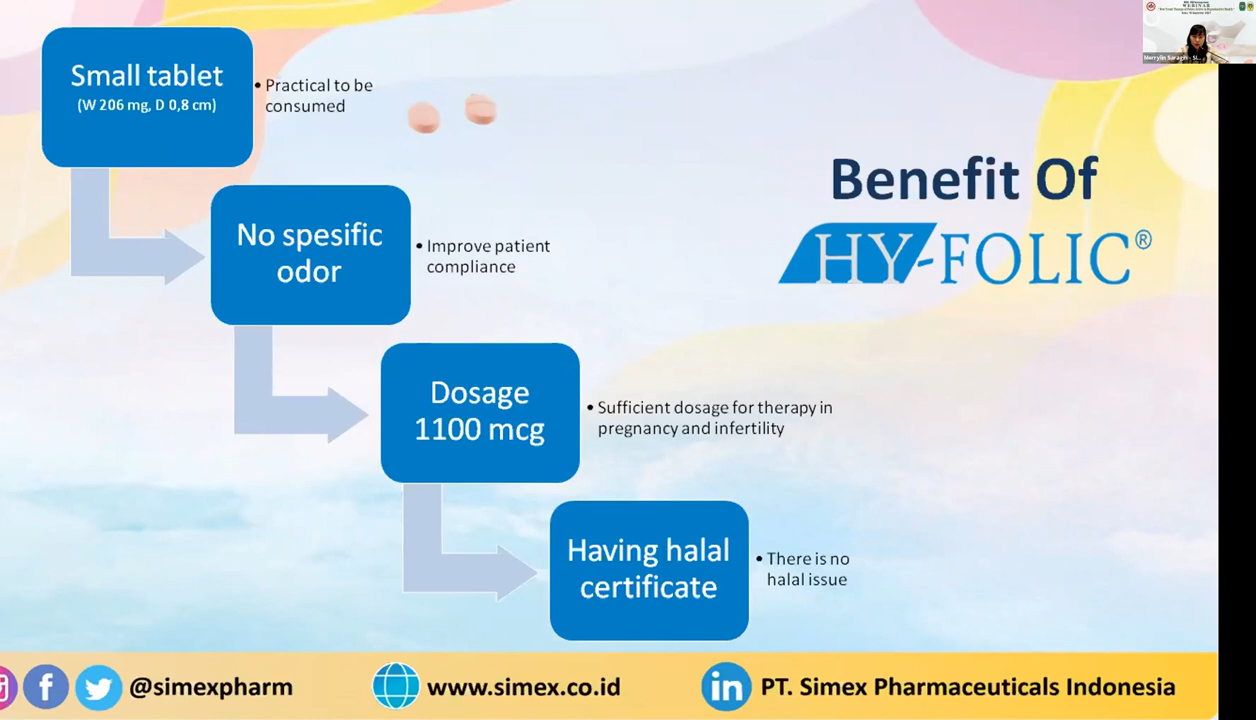 Small tablet
(W 206 mg, D 0,8 cm)
• Practical to be
consumed
No spesific
odor
• Improve patient
compliance
Dosage
1100 mcg
• Sufficient dosage for therapy in
pregnancy and infertility
Having halal
certificate
• There is no
halal issue
Benefit Of
HY-FOLIC®
WEBINAR
@simexpharm
www.simex.co.id
PT. Simex Pharmaceuticals Indonesia